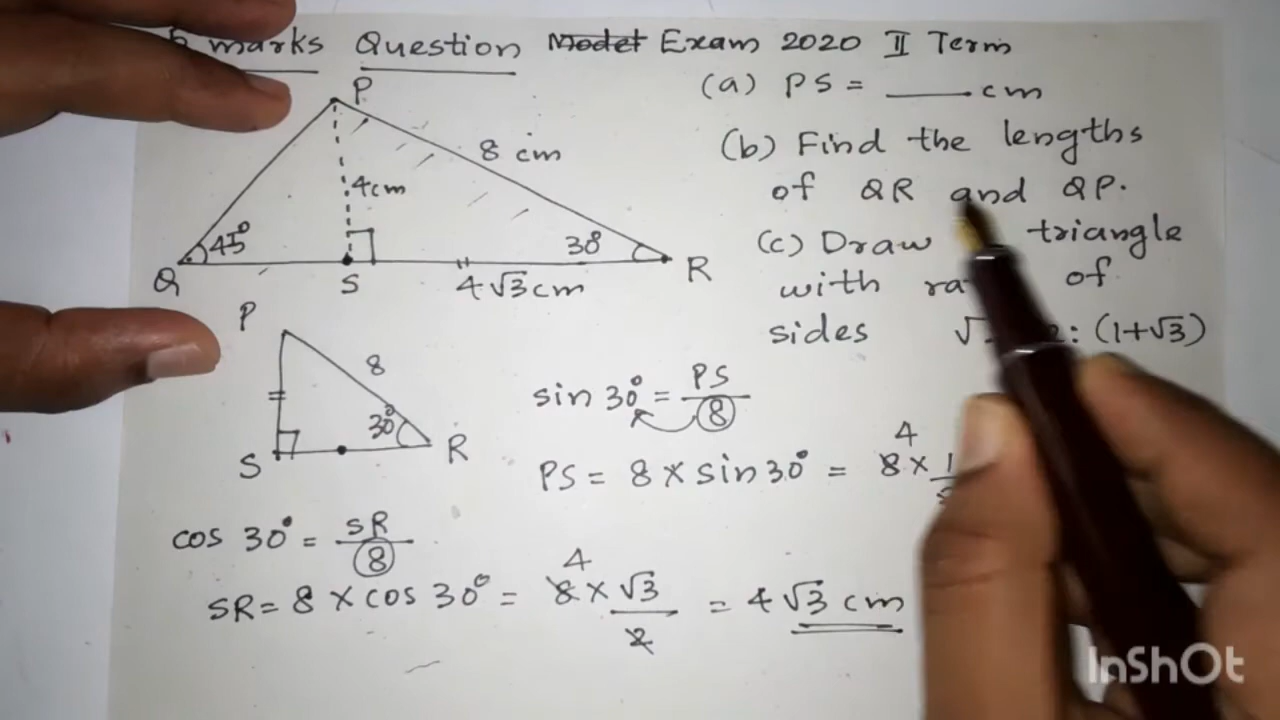 marks Question Model Exam 2020 II Term
(a) PS = ____ cm
(b) Find the lengths
of QR and QP.
(c) Draw triangle
with of
sides : (1+√3)
P
8 cm
4cm
45°
30°
Q
S
4√3 cm
R
P
8
30°
S
R
sin 30° = PS
8
4
PS = 8 × sin 30° = 8 × 1
cos 30° = SR
8
4
SR = 8 × cos 30° = 8 × √3 = 4√3 cm
2
InShOt